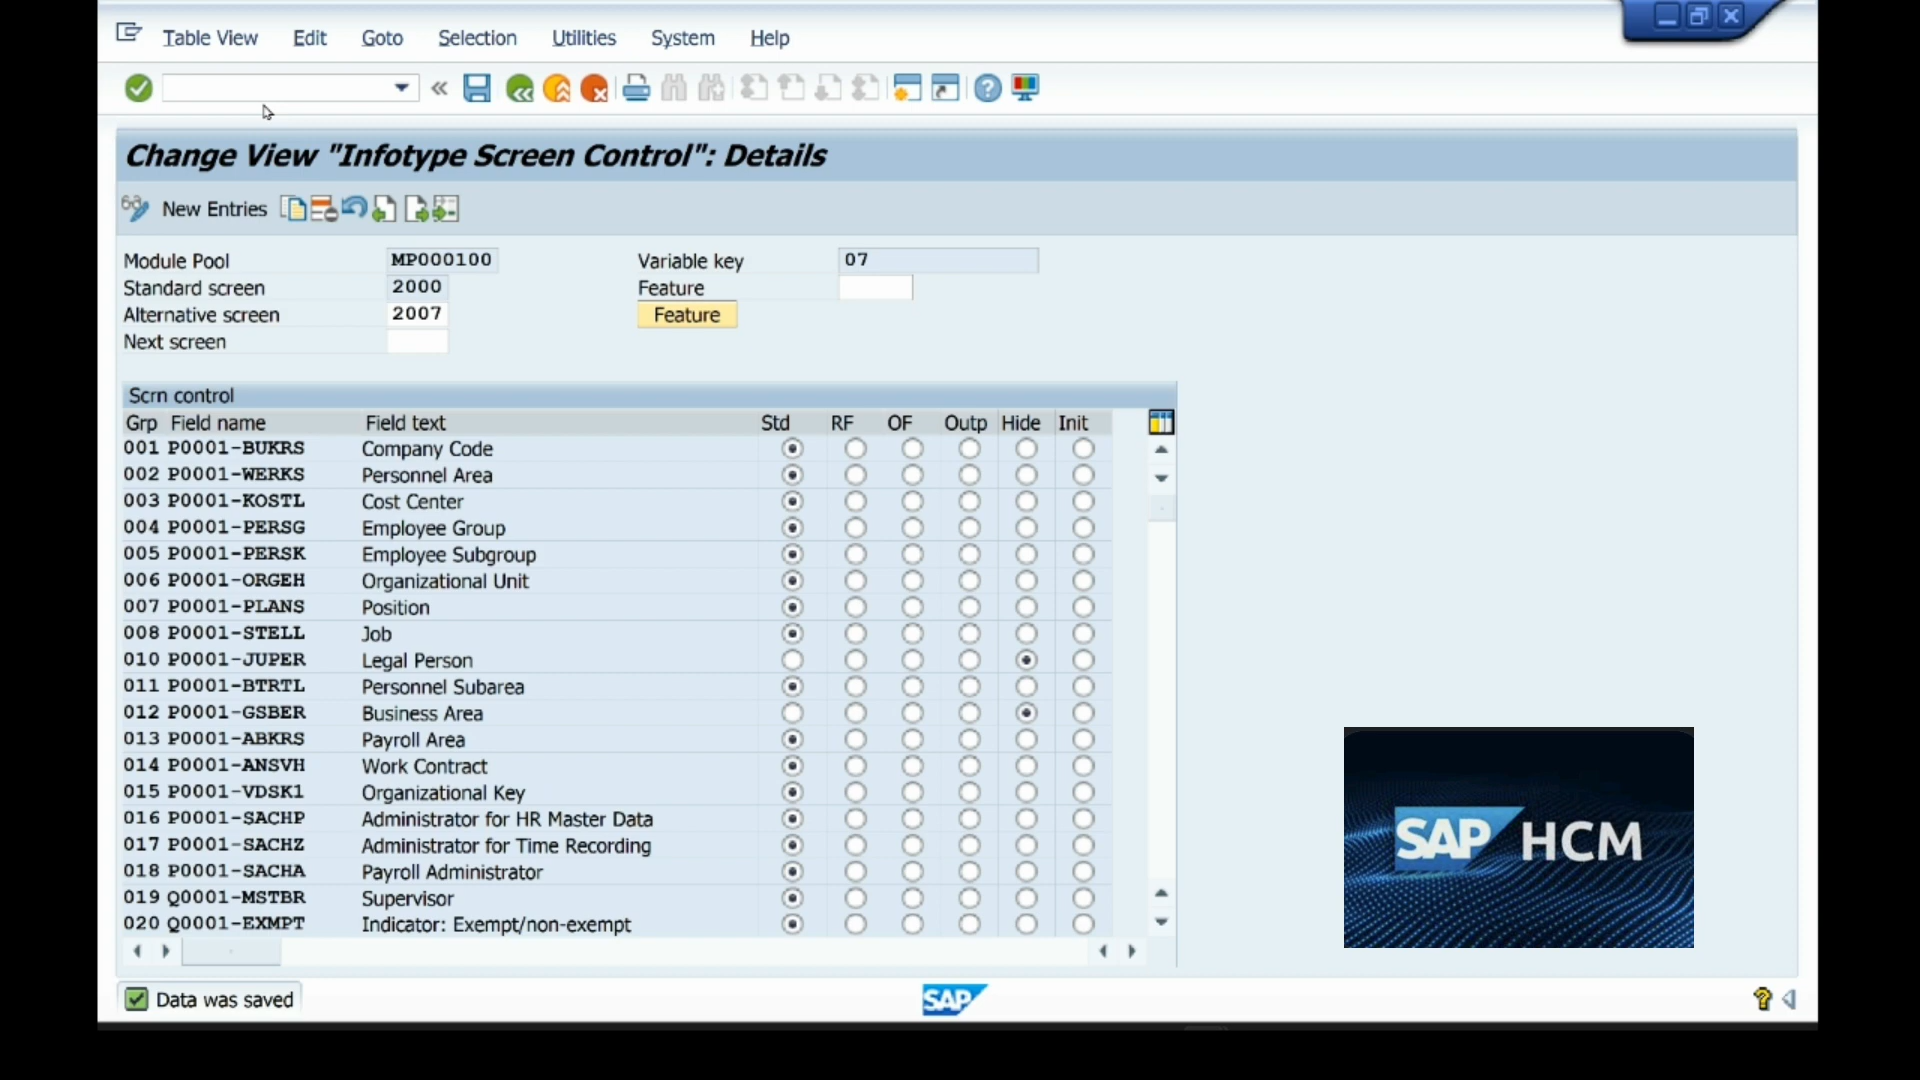 Table View Edit Goto Selection Utilities System Help
Change View "Infotype Screen Control": Details
New Entries
Module Pool MP000100 Variable key 07
Standard screen 2000 Feature
Alternative screen 2007 Feature
Next screen
Scrn control
Grp Field name Field text Std RF OF Outp Hide Init
001 P0001-BUKRS Company Code
002 P0001-WERKS Personnel Area
003 P0001-KOSTL Cost Center
004 P0001-PERSG Employee Group
005 P0001-PERSK Employee Subgroup
006 P0001-ORGEH Organizational Unit
007 P0001-PLANS Position
008 P0001-STELL Job
010 P0001-JUPER Legal Person
011 P0001-BTRTL Personnel Subarea
012 P0001-GSBER Business Area
013 P0001-ABKRS Payroll Area
014 P0001-ANSVH Work Contract
015 P0001-VDSK1 Organizational Key
016 P0001-SACHP Administrator for HR Master Data
017 P0001-SACHZ Administrator for Time Recording
018 P0001-SACHA Payroll Administrator
019 Q0001-MSTBR Supervisor
020 Q0001-EXMPT Indicator: Exempt/non-exempt
SAP HCM
Data was saved
SAP